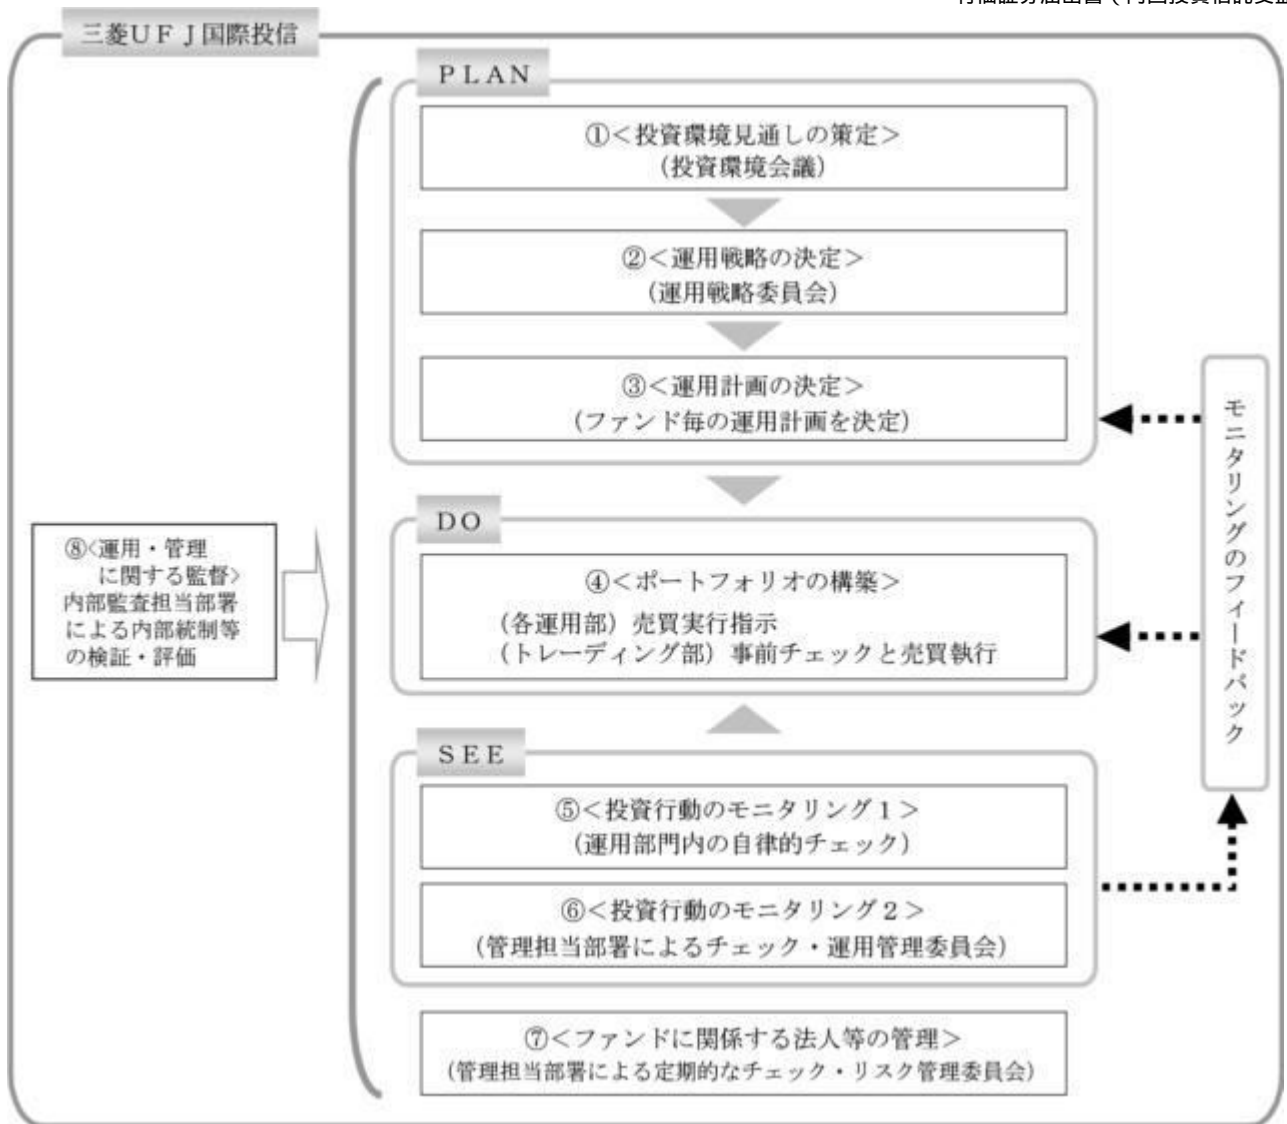 三菱UFJ国際投信
PLAN
①＜投資環境見通しの策定＞
（投資環境会議）
②＜運用戦略の決定＞
（運用戦略委員会）
③＜運用計画の決定＞
（ファンド毎の運用計画を決定）
DO
④＜ポートフォリオの構築＞
（各運用部）売買実行指示
（トレーディング部）事前チェックと売買執行
SEE
⑤＜投資行動のモニタリング１＞
（運用部門内の自律的チェック）
⑥＜投資行動のモニタリング２＞
（管理担当部署によるチェック・運用管理委員会）
⑦＜ファンドに関係する法人等の管理＞
（管理担当部署による定期的なチェック・リスク管理委員会）
⑧＜運用・管理
に関する監督＞
内部監査担当部署
による内部統制等
の検証・評価
モニタリングのフィードバック